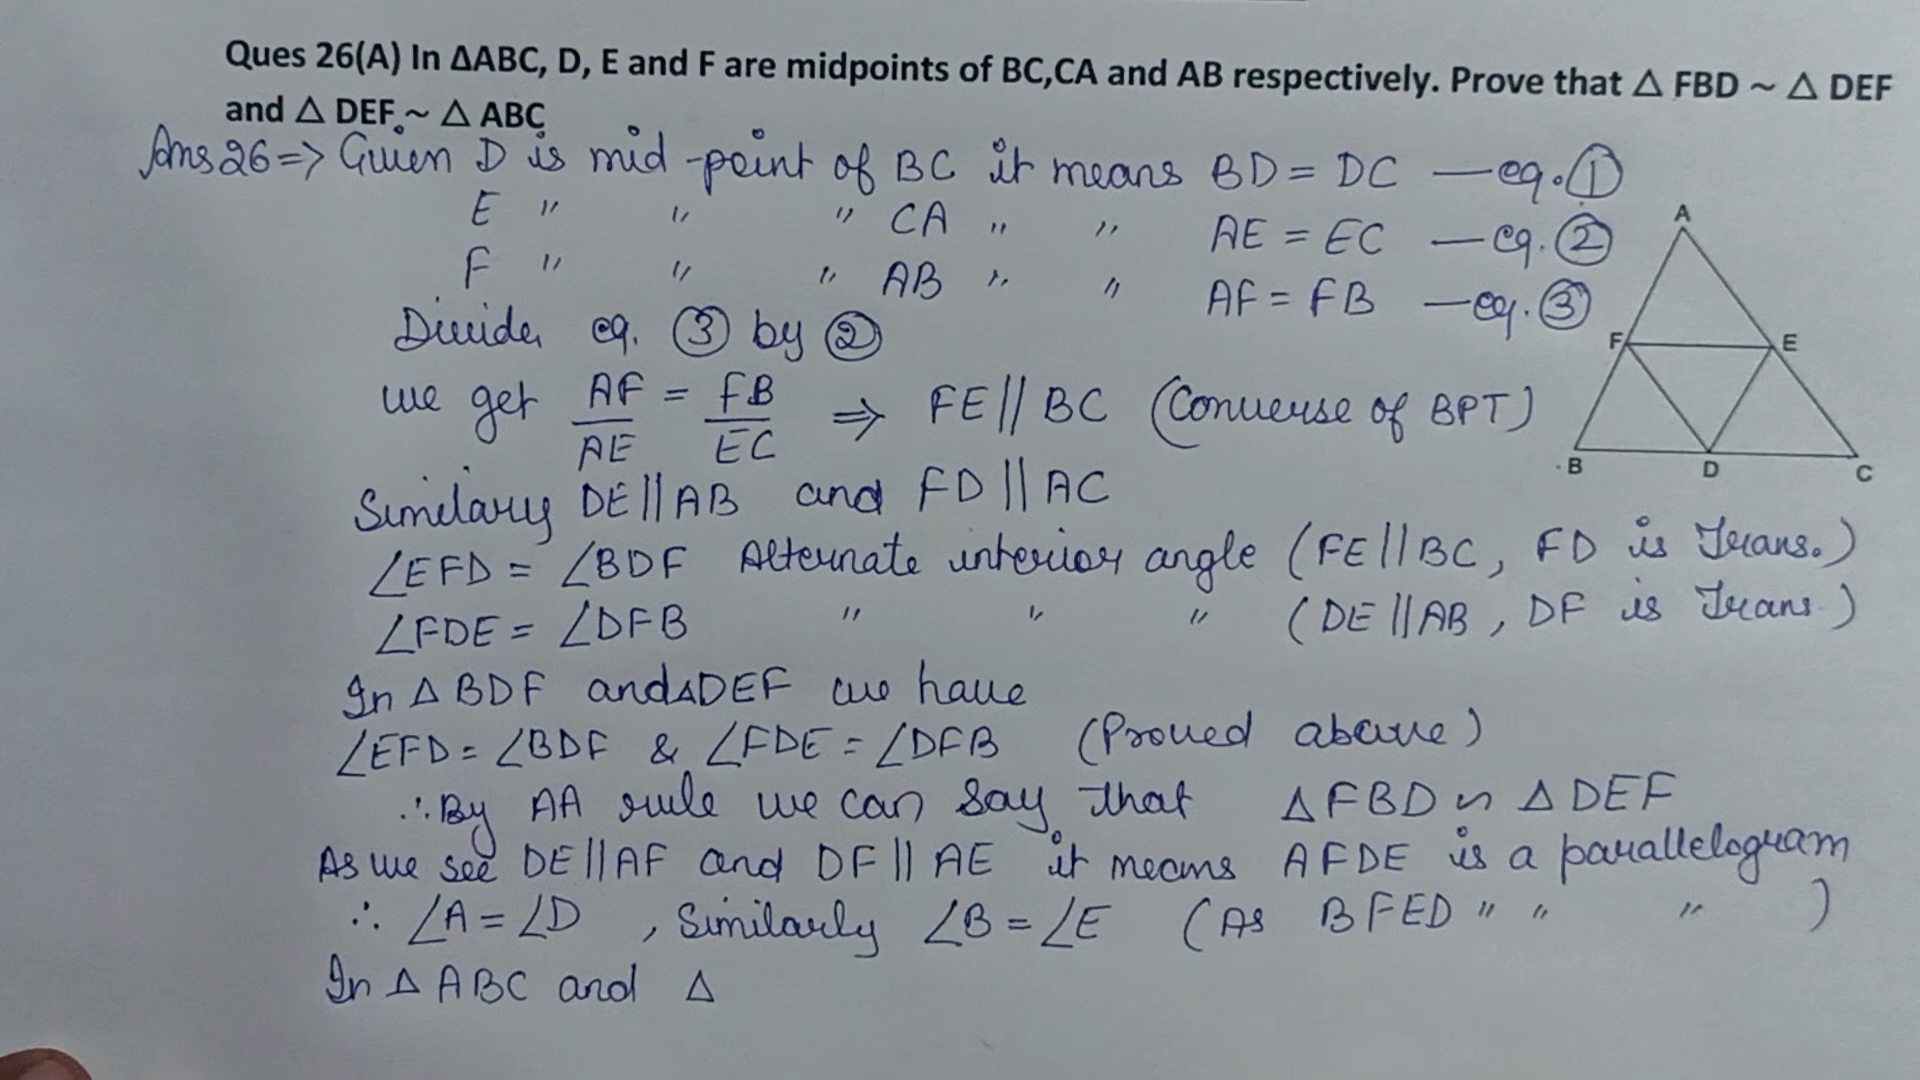 Ques 26(A) In ΔABC, D, E and F are midpoints of BC,CA and AB respectively. Prove that △ FBD ~ △ DEF
and △ DEF ~ △ ABC
Ans 26 => Given D is mid-point of BC it means BD = DC — eq. ①
E " " " CA " " AE = EC — eq. ②
F " " " AB " " AF = FB — eq. ③
Divide eq. ③ by ②
we get AF/AE = FB/EC ⇒ FE || BC (Converse of BPT)
Similary DE || AB and FD || AC
∠EFD = ∠BDF Alternate interior angle (FE || BC, FD is Trans.)
∠FDE = ∠DFB " " " (DE || AB, DF is Trans.)
In △ BDF and △DEF we have
∠EFD = ∠BDF & ∠FDE = ∠DFB (Proved above)
∴ By AA rule we can say that △ FBD ~ △ DEF
As we see DE || AF and DF || AE it means AFDE is a parallelogram
∴ ∠A = ∠D , Similarly ∠B = ∠E (As BFED " " " )
In △ ABC and △
A
F
E
B
D
C